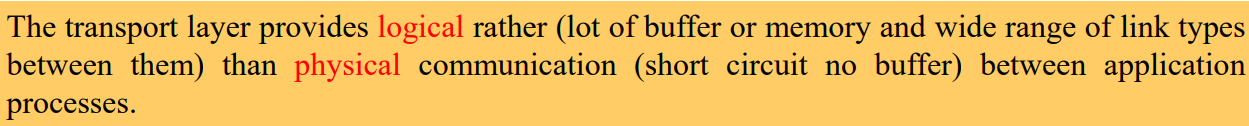 The transport layer provides logical rather (lot of buffer or memory and wide range of link types
between them) than physical communication (short circuit no buffer) between application
processes.